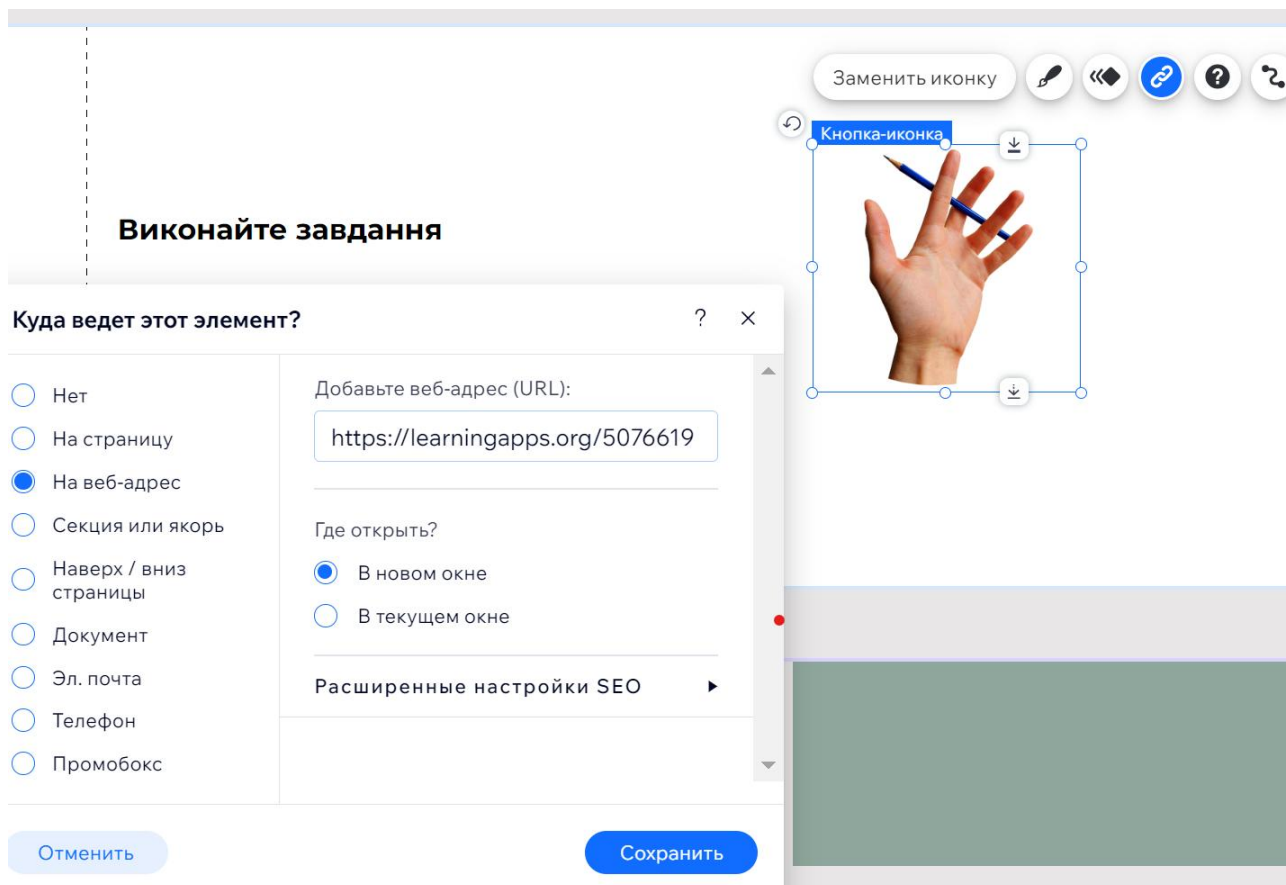 Заменить иконку
Кнопка-иконка
Виконайте завдання
Куда ведет этот элемент?
?
Нет
На страницу
На веб-адрес
Секция или якорь
Наверх / вниз
страницы
Документ
Эл. почта
Телефон
Промобокс
Добавьте веб-адрес (URL):
https://learningapps.org/5076619
Где открыть?
В новом окне
В текущем окне
Расширенные настройки SEO
Отменить
Сохранить